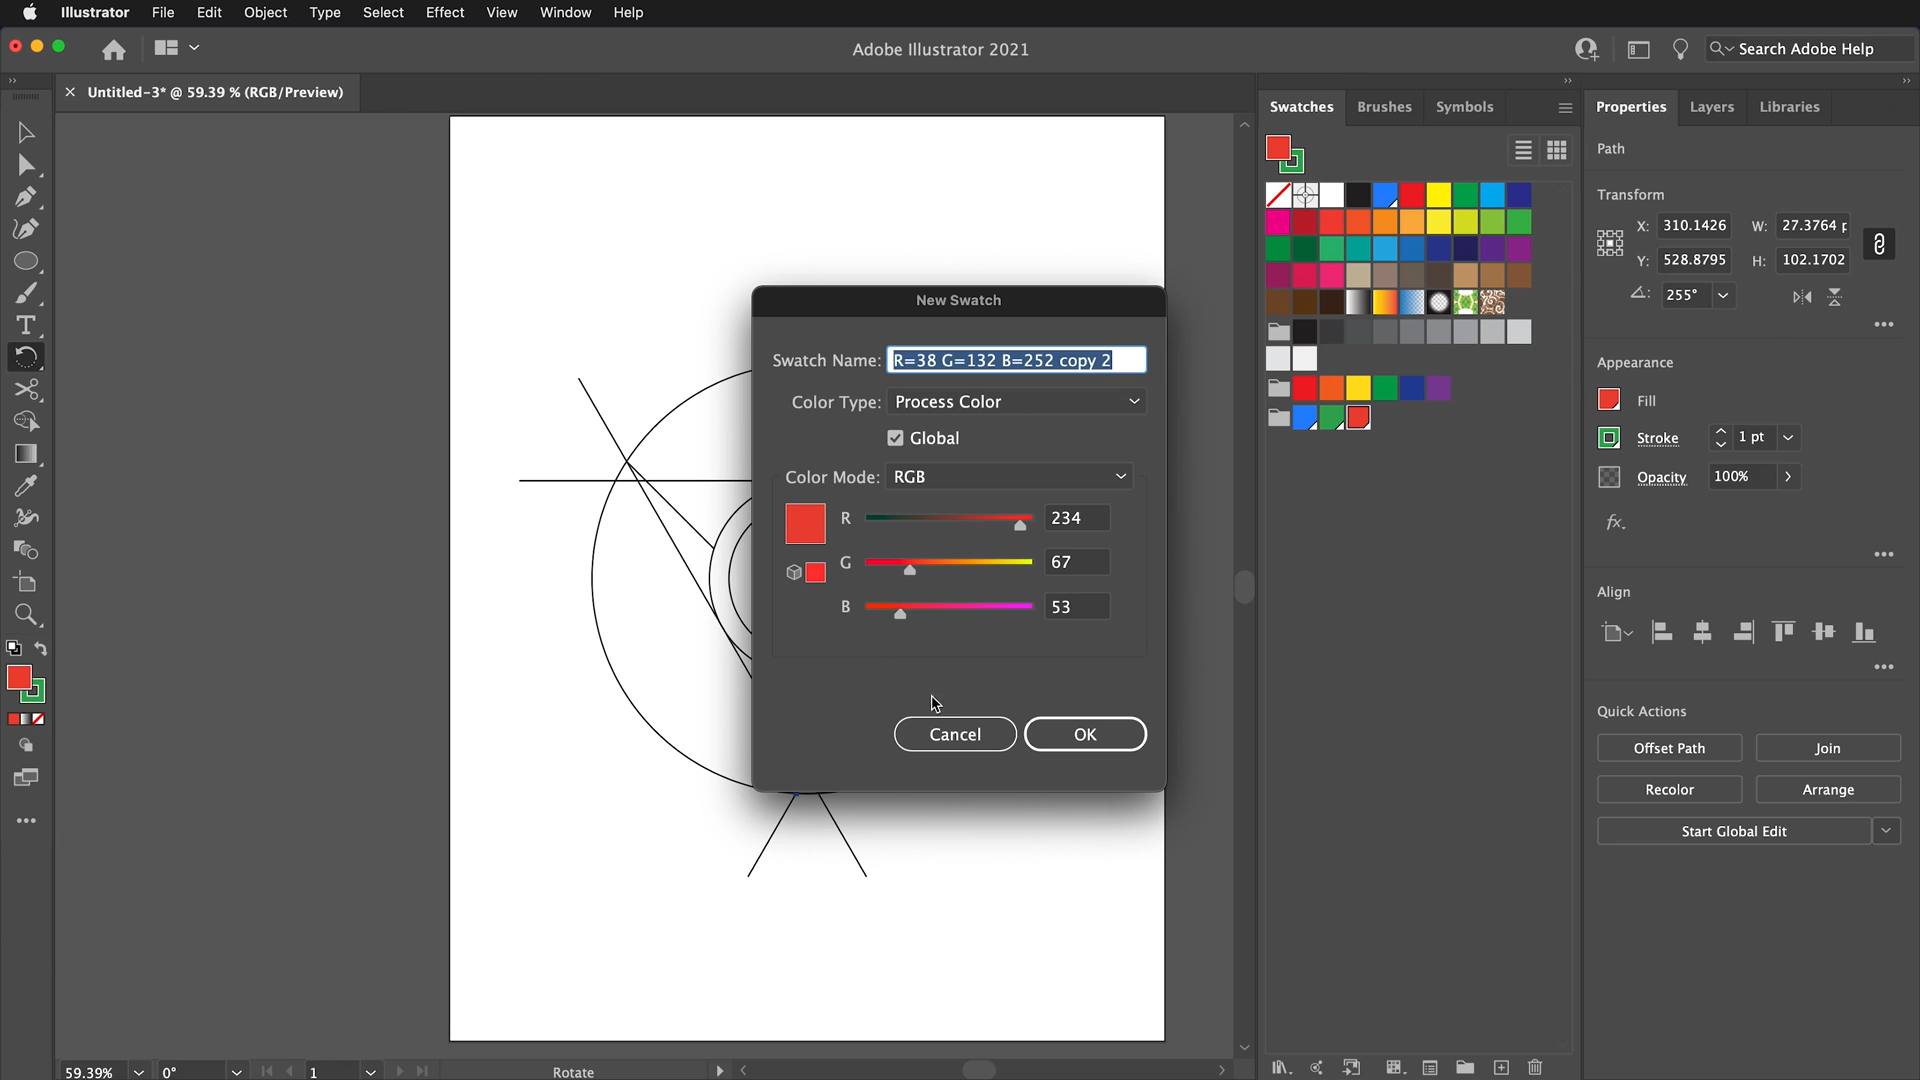 Illustrator File Edit Object Type Select Effect View Window Help
Adobe Illustrator 2021
Search Adobe Help
Untitled-3* @ 59.39 % (RGB/Preview)
Swatches Brushes Symbols
Properties Layers Libraries
Path
Transform
X: 310.1426 W: 27.3764 p
Y: 528.8795 H: 102.1702
255°
Appearance
Fill
Stroke 1 pt
Opacity 100%
fx.
Align
Quick Actions
Offset Path Join
Recolor Arrange
Start Global Edit
New Swatch
Swatch Name: R=38 G=132 B=252 copy 2
Color Type: Process Color
Global
Color Mode: RGB
R 234
G 67
B 53
Cancel OK
59.39% 0° 1 Rotate